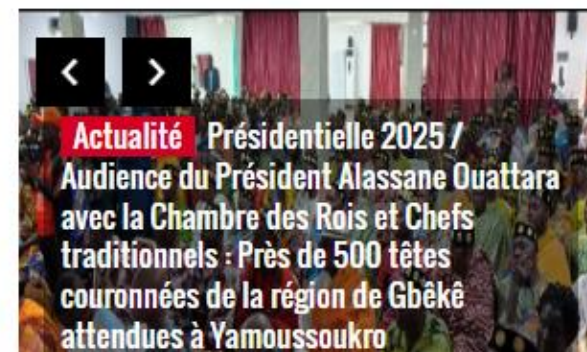 Actualité Présidentielle 2025 /
Audience du Président Alassane Ouattara
avec la Chambre des Rois et Chefs
traditionnels : Près de 500 têtes
couronnées de la région de Gbêkê
attendues à Yamoussoukro